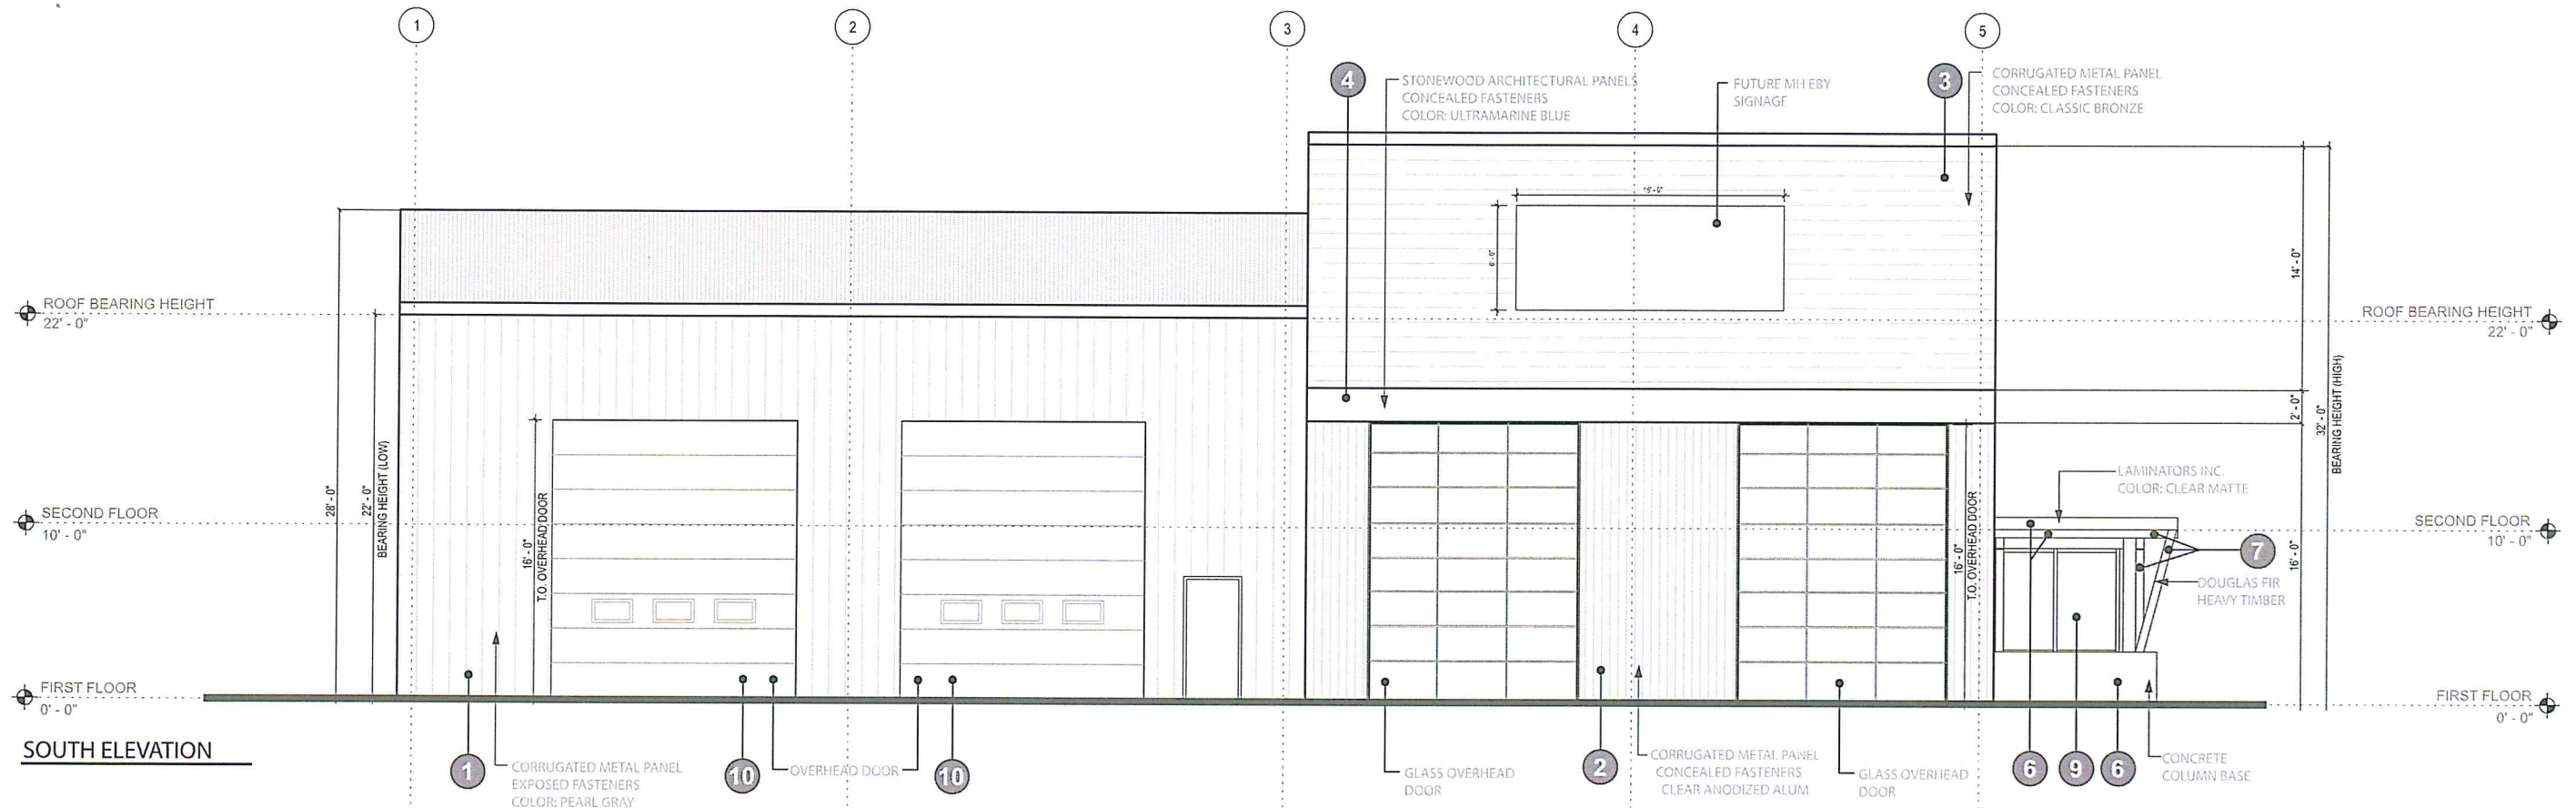 1
2
3
4
5
4
STONEWOOD ARCHITECTURAL PANELS
CONCEALED FASTENERS
COLOR: ULTRAMARINE BLUE
FUTURE MH EBY
SIGNAGE
3
CORRUGATED METAL PANEL
CONCEALED FASTENERS
COLOR: CLASSIC BRONZE
6' - 0"
14' - 0"
2' - 0"
32' - 0"
BEARING HEIGHT (HIGH)
16' - 0"
ROOF BEARING HEIGHT
22' - 0"
ROOF BEARING HEIGHT
22' - 0"
28' - 0"
22' - 0"
BEARING HEIGHT (LOW)
16' - 0"
T.O. OVERHEAD DOOR
16' - 0"
T.O. OVERHEAD DOOR
LAMINATORS INC.
COLOR: CLEAR MATTE
SECOND FLOOR
10' - 0"
SECOND FLOOR
10' - 0"
7
DOUGLAS FIR
HEAVY TIMBER
FIRST FLOOR
0' - 0"
FIRST FLOOR
0' - 0"
SOUTH ELEVATION
1
CORRUGATED METAL PANEL
EXPOSED FASTENERS
COLOR: PEARL GRAY
10
OVERHEAD DOOR
10
GLASS OVERHEAD
DOOR
2
CORRUGATED METAL PANEL
CONCEALED FASTENERS
CLEAR ANODIZED ALUM
GLASS OVERHEAD
DOOR
6
9
6
CONCRETE
COLUMN BASE